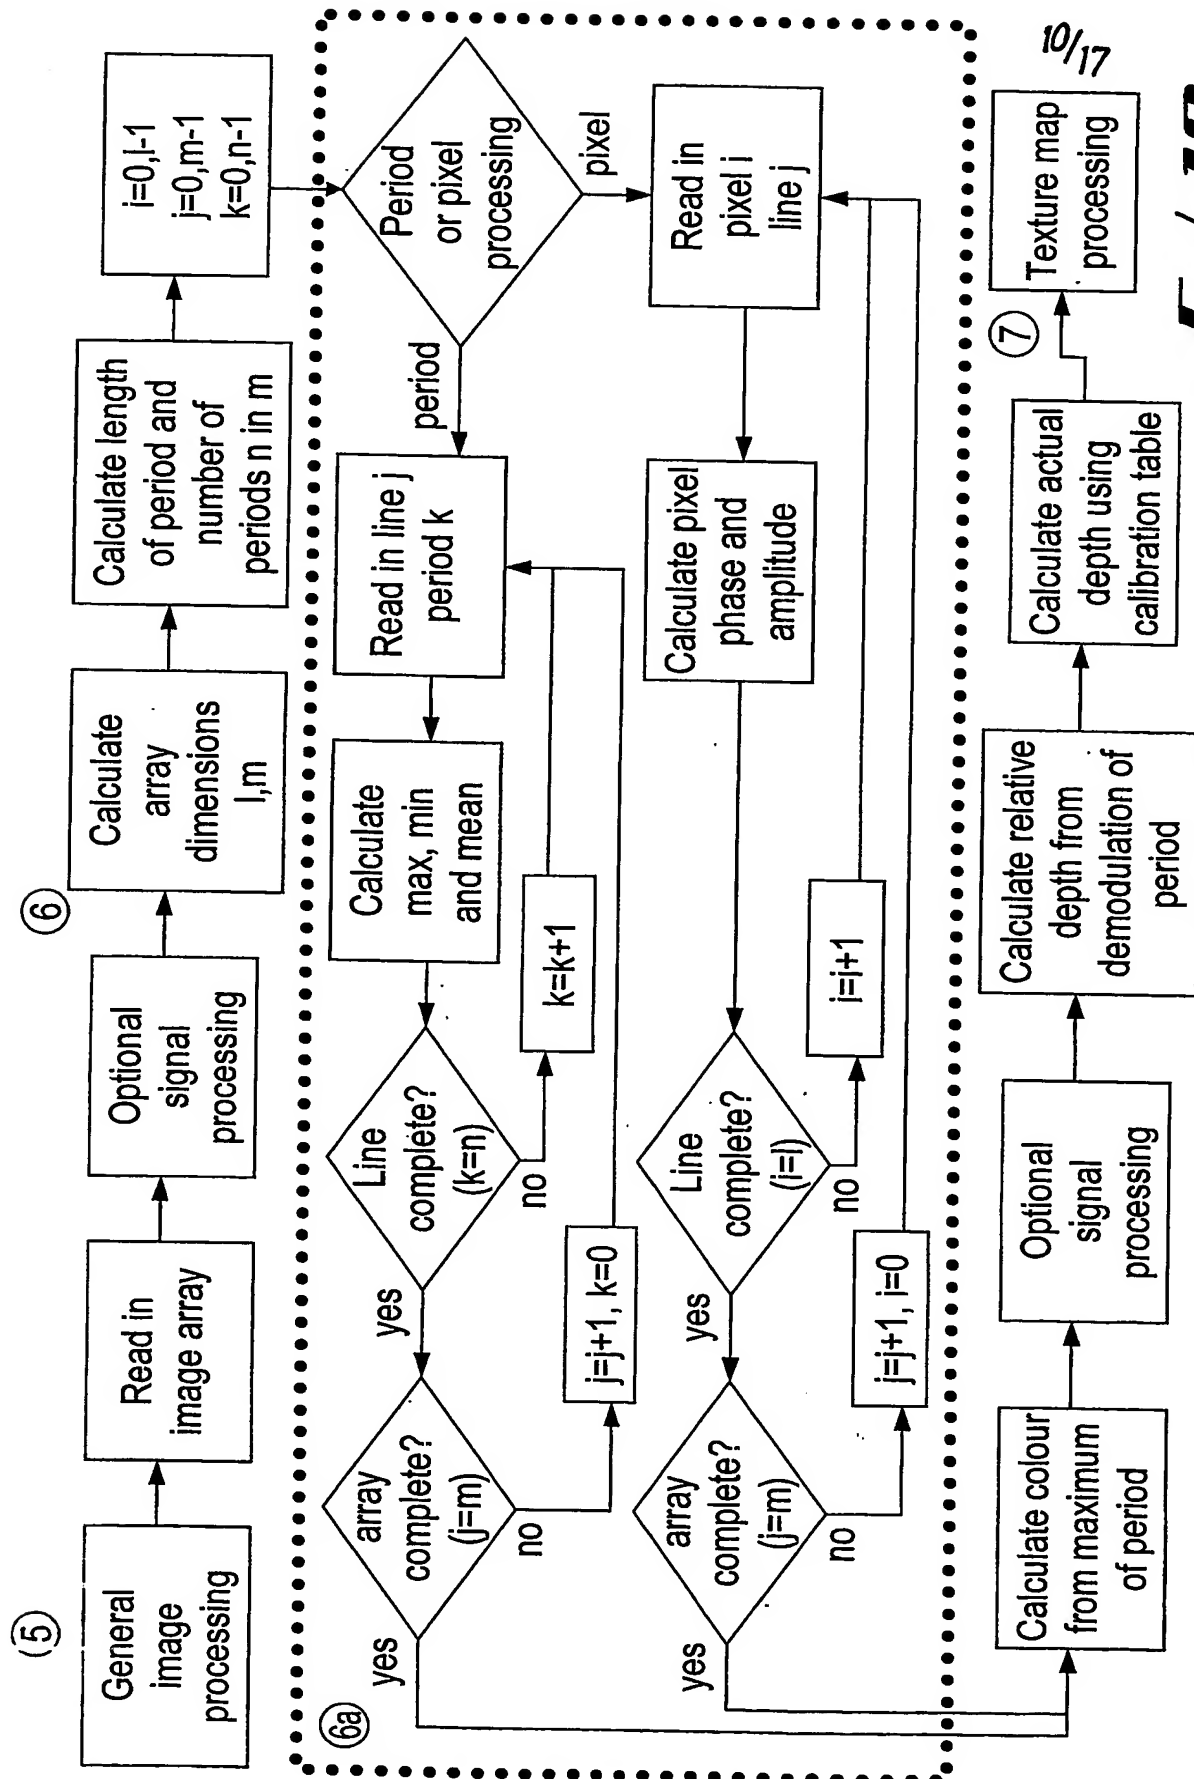 (5)
General
image
processing
Read in
image array
Optional
signal
processing
6
Calculate
array
dimensions
l,m
Calculate length
of period and
number of
periods n in m
i=0,l-1
j=0,m-1
k=0,n-1
6a
Period
or pixel
processing
period
pixel
Read in line j
period k
Calculate
max, min
and mean
Line
complete?
(k=n)
no
k=k+1
yes
array
complete?
(j=m)
no
j=j+1, k=0
yes
Read in
pixel i
line j
Calculate pixel
phase and
amplitude
Line
complete?
(i=l)
no
i=i+1
yes
array
complete?
(j=m)
no
j=j+1, i=0
yes
Calculate colour
from maximum
of period
Optional
signal
processing
Calculate relative
depth from
demodulation of
period
Calculate actual
depth using
calibration table
7
Texture map
processing
10/17